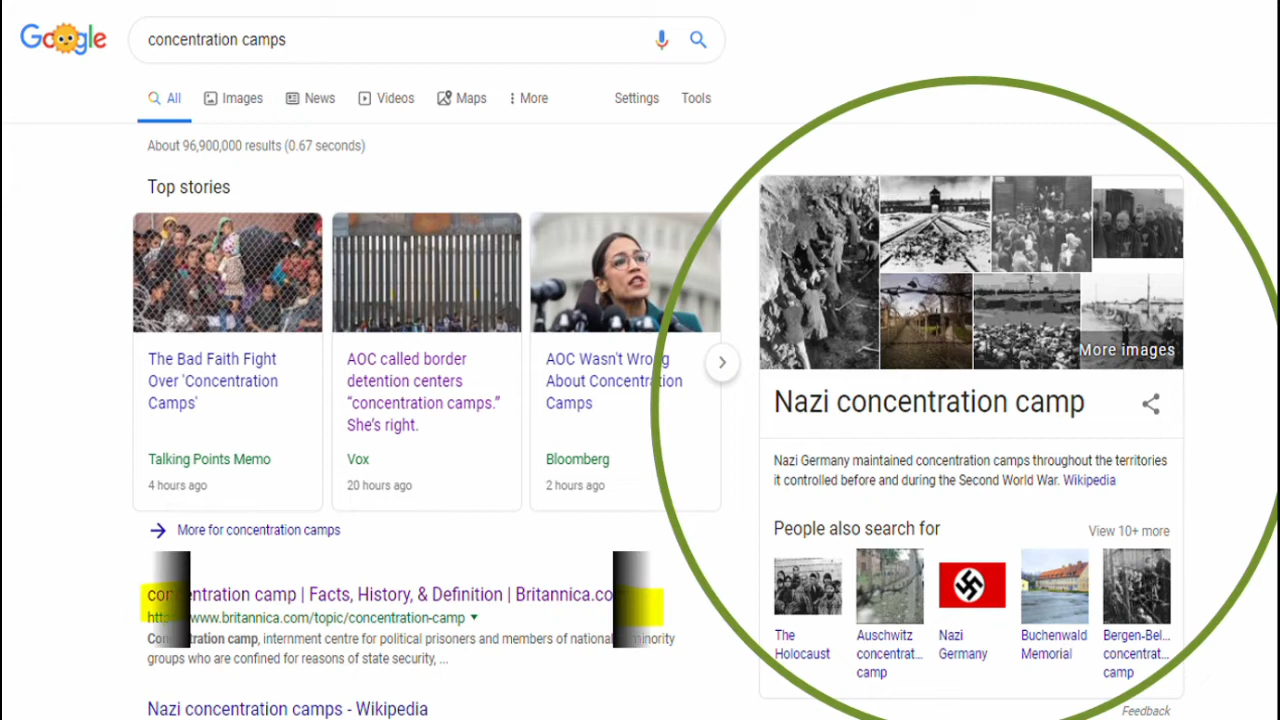 Google
concentration camps
All Images News Videos Maps More Settings Tools
About 96,900,000 results (0.67 seconds)
Top stories
The Bad Faith Fight
Over 'Concentration
Camps'
Talking Points Memo
4 hours ago
AOC called border
detention centers
“concentration camps.”
She's right.
Vox
20 hours ago
AOC Wasn't Wrong
About Concentration
Camps
Bloomberg
2 hours ago
More for concentration camps
concentration camp | Facts, History, & Definition | Britannica.co
www.britannica.com/topic/concentration-camp
Concentration camp, internment centre for political prisoners and members of national minority
groups who are confined for reasons of state security, ...
Nazi concentration camps - Wikipedia
More images
Nazi concentration camp
Nazi Germany maintained concentration camps throughout the territories
it controlled before and during the Second World War. Wikipedia
People also search for
View 10+ more
The
Holocaust
Auschwitz
concentrat...
camp
Nazi
Germany
Buchenwald
Memorial
Bergen-Bel...
concentrat...
camp
Feedback